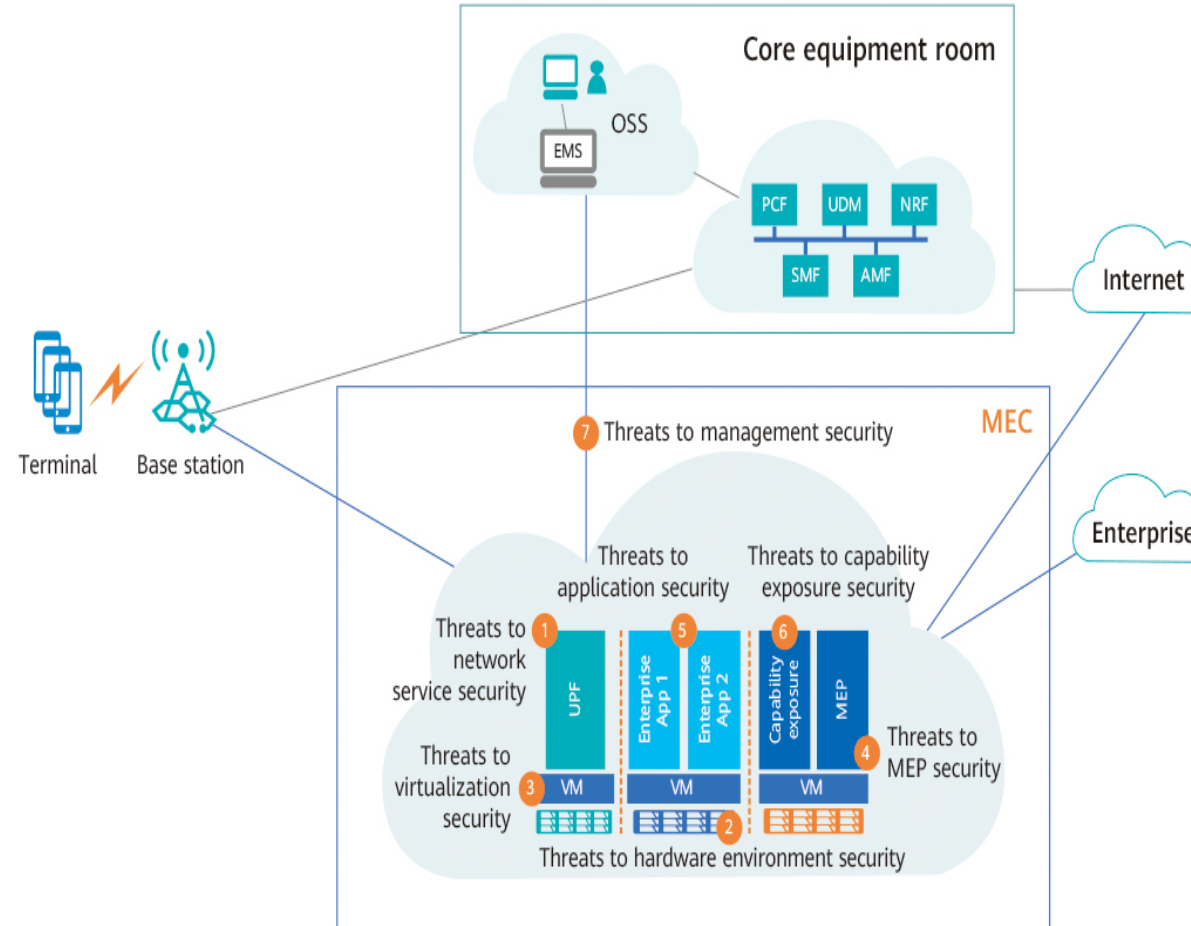 Core equipment room
OSS
EMS
PCF
UDM
NRF
SMF
AMF
Internet
Terminal
Base station
MEC
7
Threats to management security
Enterprise
Threats to
application security
Threats to capability
exposure security
Threats to
network
service security
1
5
6
UPF
Enterprise
App 1
Enterprise
App 2
Capability
exposure
MEP
Threats to
MEP security
4
Threats to
virtualization
security
3
VM
VM
VM
2
Threats to hardware environment security